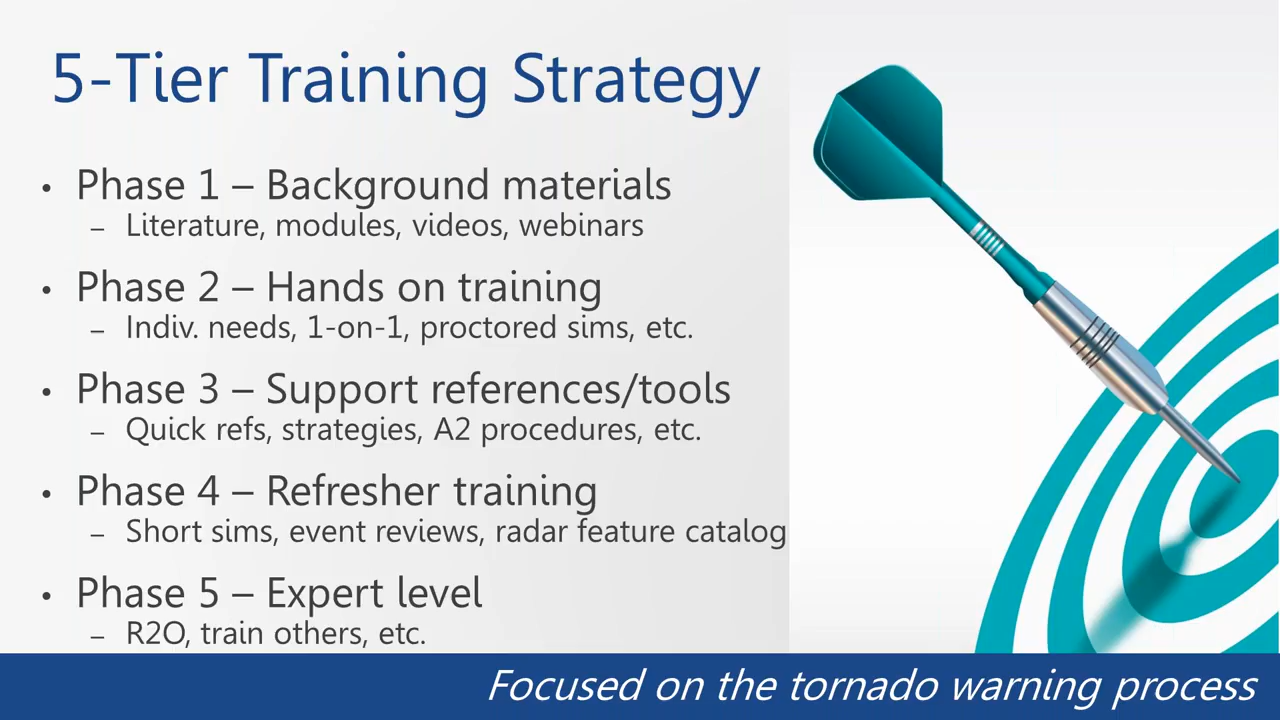 5-Tier Training Strategy
• Phase 1 – Background materials
– Literature, modules, videos, webinars
• Phase 2 – Hands on training
– Indiv. needs, 1-on-1, proctored sims, etc.
• Phase 3 – Support references/tools
– Quick refs, strategies, A2 procedures, etc.
• Phase 4 – Refresher training
– Short sims, event reviews, radar feature catalog
• Phase 5 – Expert level
– R2O, train others, etc.
Focused on the tornado warning process